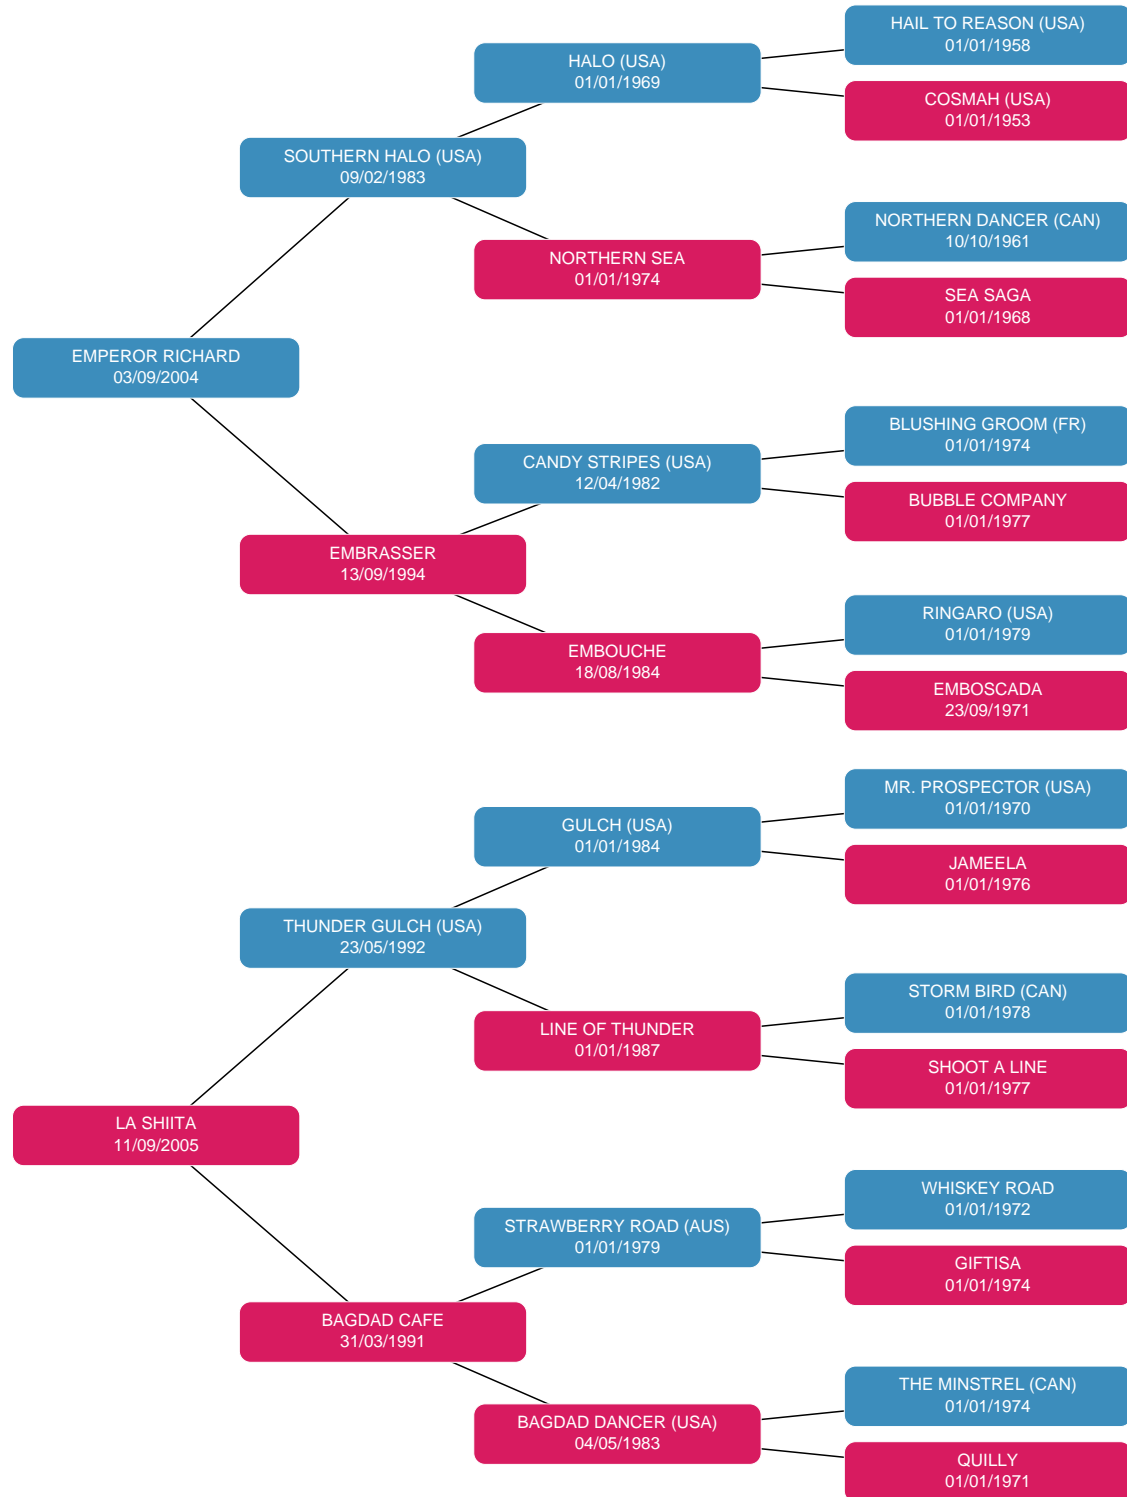 HAIL TO REASON (USA)
01/01/1958
HALO (USA)
01/01/1969
COSMAH (USA)
01/01/1953
SOUTHERN HALO (USA)
09/02/1983
NORTHERN DANCER (CAN)
10/10/1961
NORTHERN SEA
01/01/1974
SEA SAGA
01/01/1968
EMPEROR RICHARD
03/09/2004
BLUSHING GROOM (FR)
01/01/1974
CANDY STRIPES (USA)
12/04/1982
BUBBLE COMPANY
01/01/1977
EMBRASSER
13/09/1994
RINGARO (USA)
01/01/1979
EMBOUCHE
18/08/1984
EMBOSCADA
23/09/1971
MR. PROSPECTOR (USA)
01/01/1970
GULCH (USA)
01/01/1984
JAMEELA
01/01/1976
THUNDER GULCH (USA)
23/05/1992
STORM BIRD (CAN)
01/01/1978
LINE OF THUNDER
01/01/1987
SHOOT A LINE
01/01/1977
LA SHIITA
11/09/2005
WHISKEY ROAD
01/01/1972
STRAWBERRY ROAD (AUS)
01/01/1979
GIFTISA
01/01/1974
BAGDAD CAFE
31/03/1991
THE MINSTREL (CAN)
01/01/1974
BAGDAD DANCER (USA)
04/05/1983
QUILLY
01/01/1971